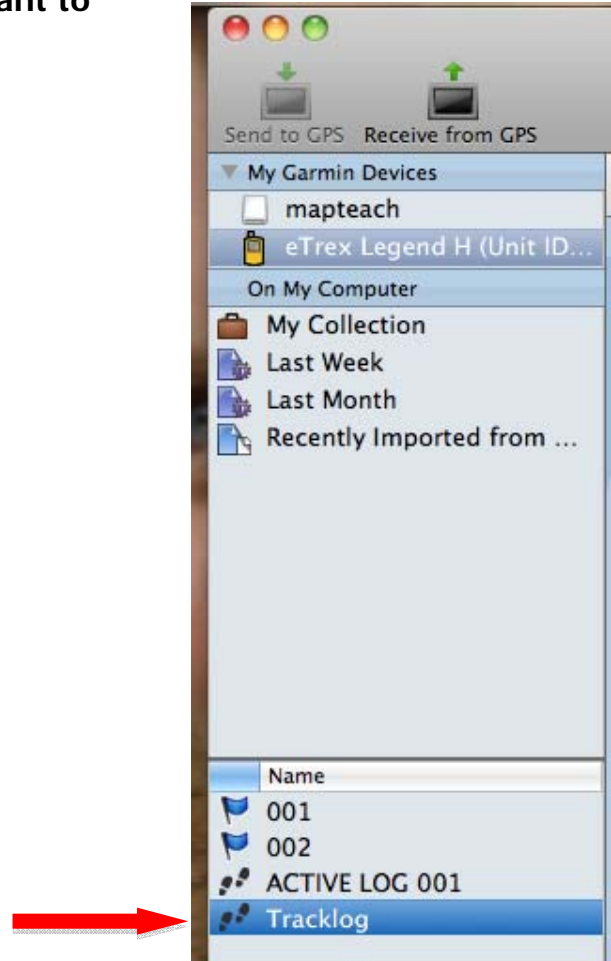 ant to
Send to GPS Receive from GPS
My Garmin Devices
mapteach
eTrex Legend H (Unit ID...
On My Computer
My Collection
Last Week
Last Month
Recently Imported from ...
Name
001
002
ACTIVE LOG 001
Tracklog